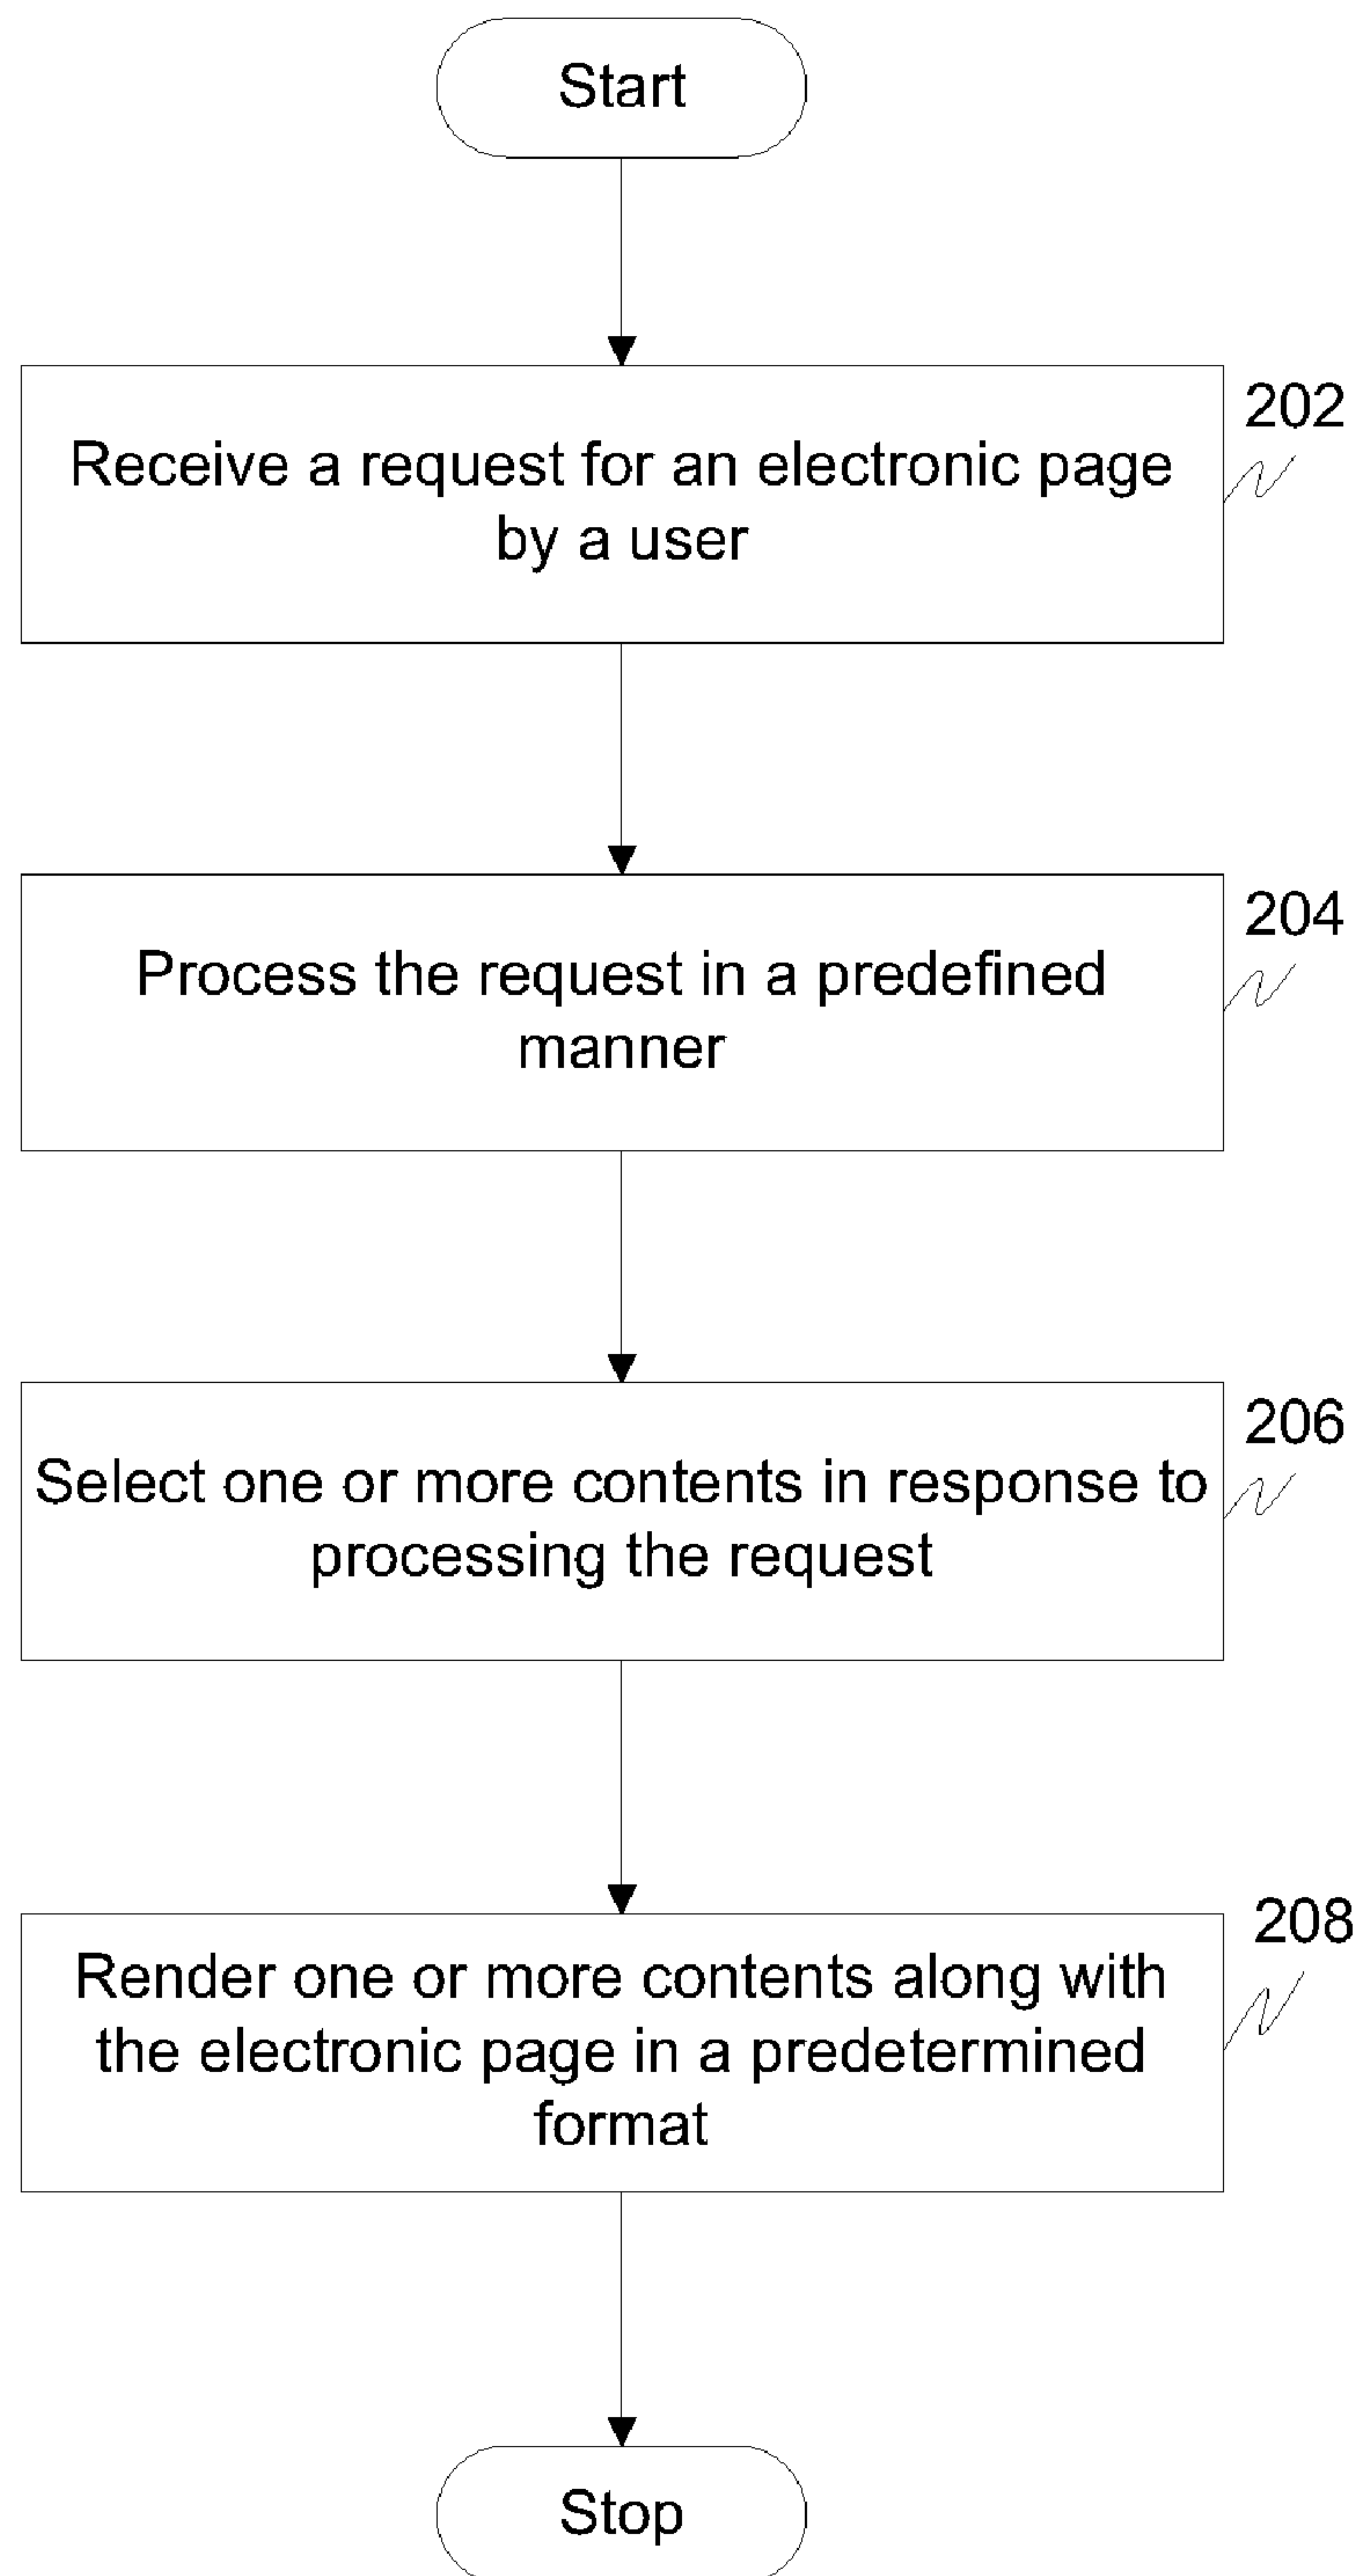 Start
202
Receive a request for an electronic page
by a user
204
Process the request in a predefined
manner
206
Select one or more contents in response to
processing the request
208
Render one or more contents along with
the electronic page in a predetermined
format
Stop